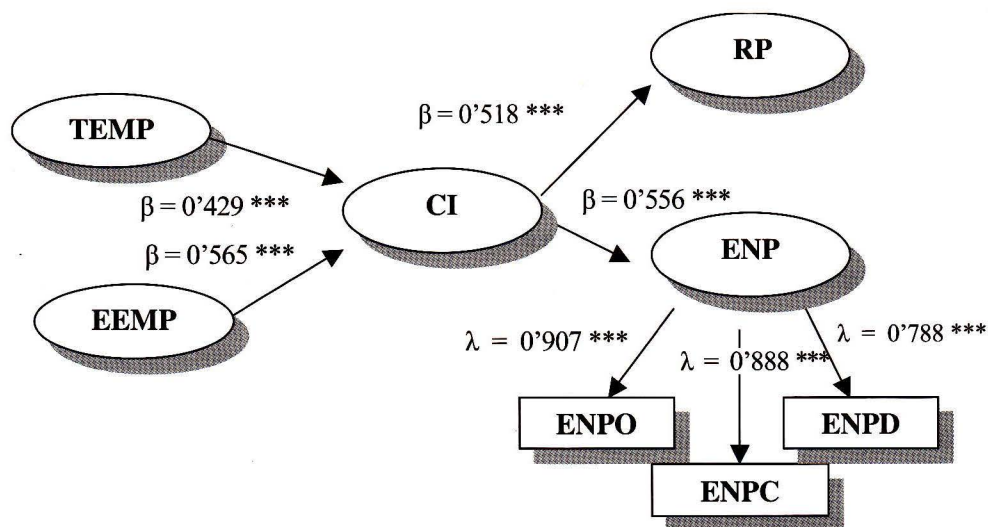 RP
β = 0'518 ***
TEMP
CI
β = 0'429 ***
β = 0'556 ***
β = 0'565 ***
ENP
EEMP
λ = 0'907 ***
λ = 0'788 ***
λ = 0'888 ***
ENPO
ENPD
ENPC